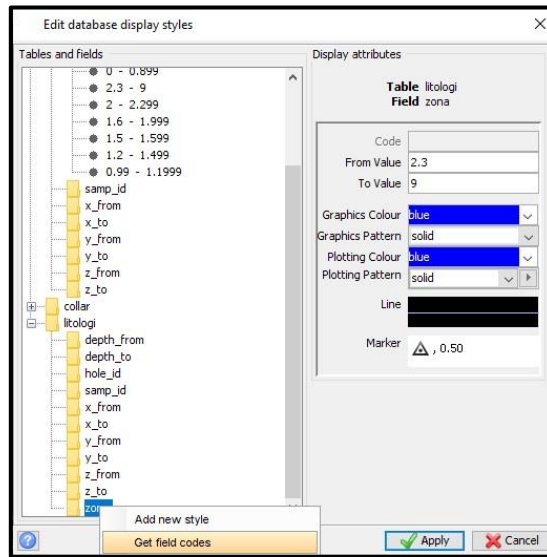 Edit database display styles
Tables and fields
0 - 0.899
2.3 - 9
2 - 2.299
1.6 - 1.999
1.5 - 1.599
1.2 - 1.499
0.99 - 1.1999
samp_id
x_from
x_to
y_from
y_to
z_from
z_to
collar
litologi
depth_from
depth_to
hole_id
samp_id
x_from
x_to
y_from
y_to
z_from
z_to
Add new style
Get field codes
Display attributes
Table litologi
Field zona
Code
From Value 2.3
To Value 9
Graphics Colour blue
Graphics Pattern solid
Plotting Colour blue
Plotting Pattern solid
Line
Marker , 0.50
Apply Cancel